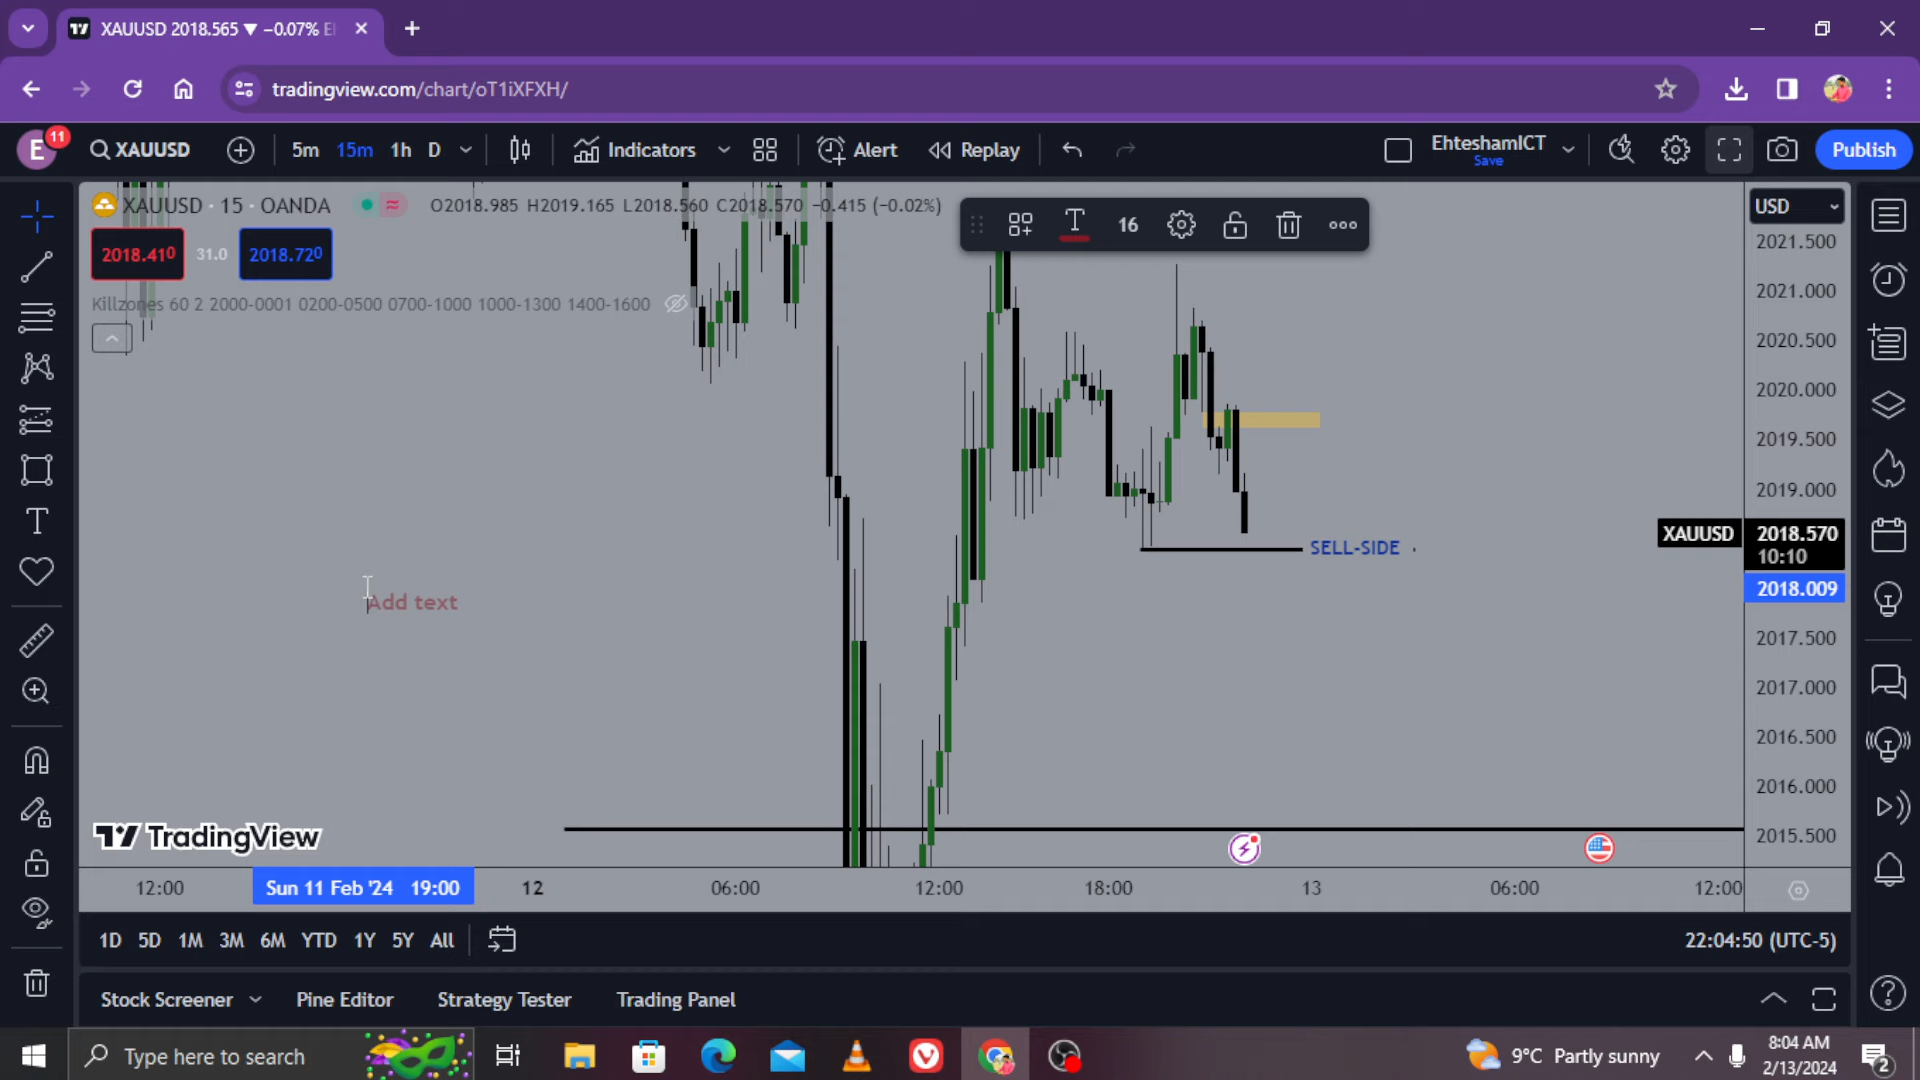 XAUUSD 2018.565 ▼ −0.07%
tradingview.com/chart/oT1iXFXH/
E 11 XAUUSD 5m 15m 1h D Indicators Alert Replay EhteshamICT Publish
Save
XAUUSD · 15 · OANDA O2018.985 H2019.165 L2018.560 C2018.570 −0.415 (−0.02%) 16 USD
2018.410 31.0 2018.720
Killzones 60 2 2000-0001 0200-0500 0700-1000 1000-1300 1400-1600
2021.500
2021.000
2020.500
2020.000
2019.500
2019.000
XAUUSD 2018.570
10:10
SELL-SIDE
2018.009
Add text
2017.500
2017.000
2016.500
2016.000
2015.500
TradingView
12:00 Sun 11 Feb '24 19:00 12 06:00 12:00 18:00 13 06:00 12:00
1D 5D 1M 3M 6M YTD 1Y 5Y All 22:04:50 (UTC-5)
Stock Screener Pine Editor Strategy Tester Trading Panel
Type here to search 9°C Partly sunny 8:04 AM
2/13/2024 2